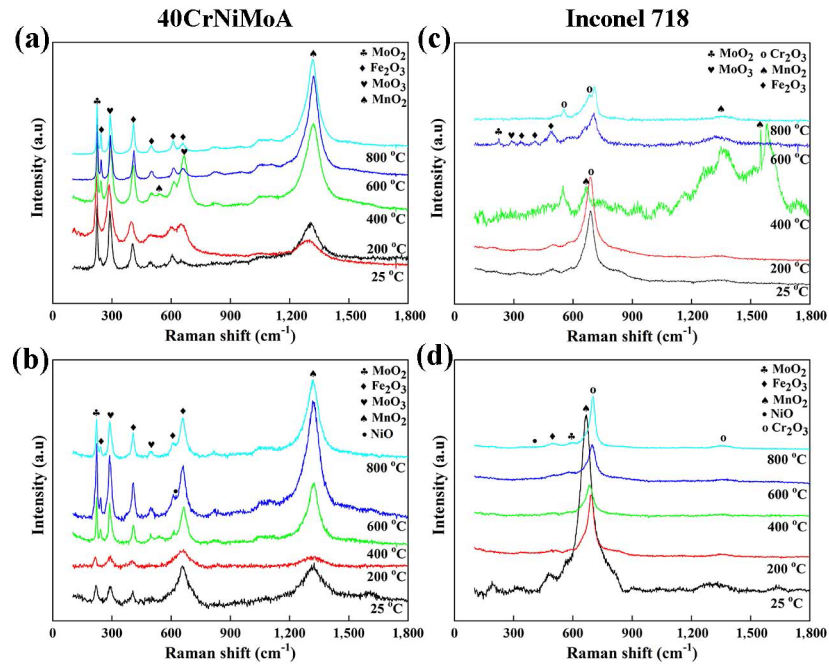 40CrNiMoA
Inconel 718
(a)
♣ MoO2
♦ Fe2O3
♥ MoO3
♠ MnO2
800 °C
600 °C
400 °C
200 °C
25 °C
Intensity (a.u)
0 300 600 900 1,200 1,500 1,800
Raman shift (cm-1)
(c)
♣ MoO2
♥ MoO3
o Cr2O3
♠ MnO2
♦ Fe2O3
800 °C
600 °C
400 °C
200 °C
25 °C
Intensity (a.u)
0 300 600 900 1,200 1,500 1,800
Raman shift (cm-1)
(b)
♣ MoO2
♦ Fe2O3
♥ MoO3
♠ MnO2
• NiO
800 °C
600 °C
400 °C
200 °C
25 °C
Intensity (a.u)
0 300 600 900 1,200 1,500 1,800
Raman shift (cm-1)
(d)
♣ MoO2
♦ Fe2O3
♠ MnO2
• NiO
o Cr2O3
800 °C
600 °C
400 °C
200 °C
25 °C
Intensity (a.u)
0 300 600 900 1,200 1,500 1,800
Raman shift (cm-1)